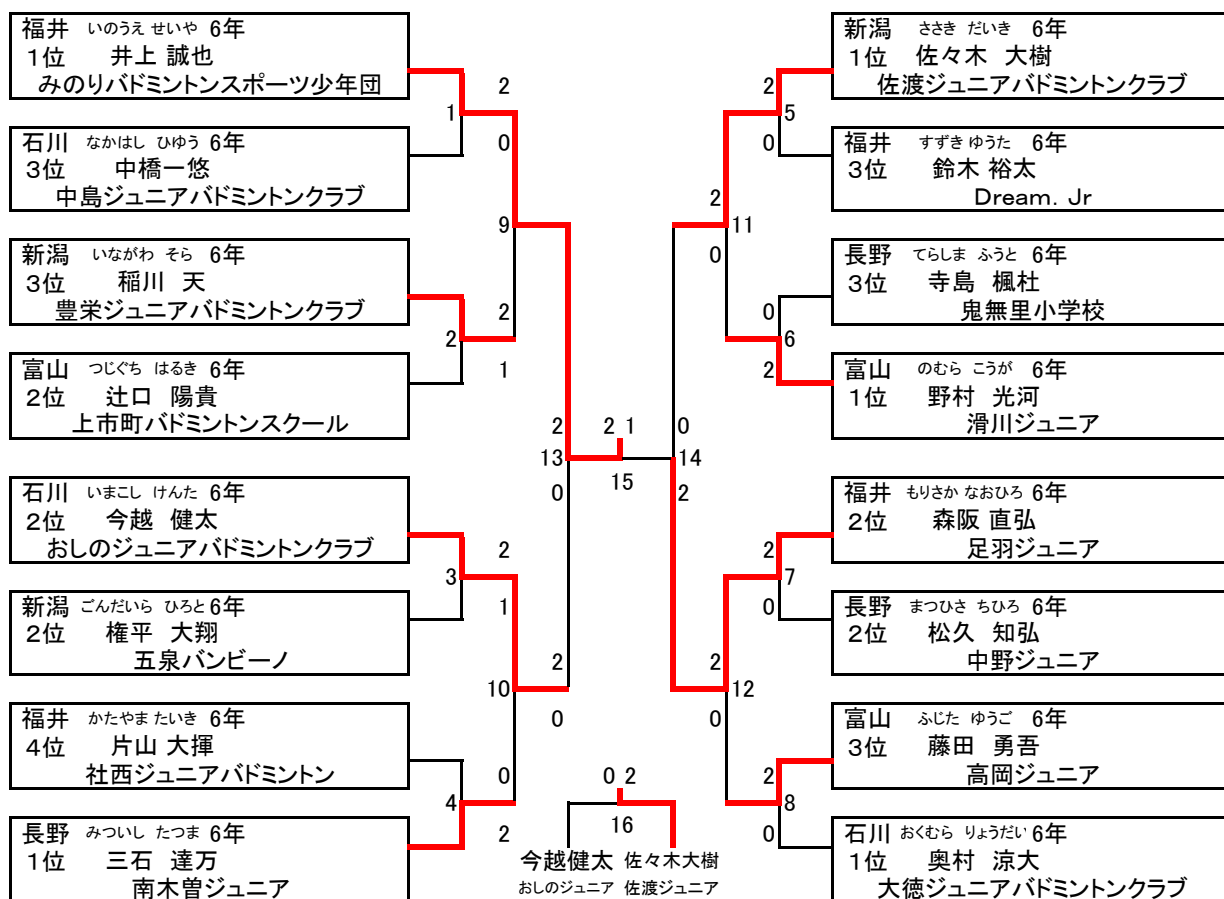 福井 いのうえ せいや 6年
1位 井上 誠也
みのりバドミントンスポーツ少年団
石川 なかはし ひゆう 6年
3位 中橋一悠
中島ジュニアバドミントンクラブ
新潟 いながわ そら 6年
3位 稲川 天
豊栄ジュニアバドミントンクラブ
富山 つじぐち はるき 6年
2位 辻口 陽貴
上市町バドミントンスクール
石川 いまこし けんた 6年
2位 今越 健太
おしのジュニアバドミントンクラブ
新潟 ごんだいら ひろと 6年
2位 権平 大翔
五泉バンビーノ
福井 かたやま たいき 6年
4位 片山 大揮
社西ジュニアバドミントン
長野 みついし たつま 6年
1位 三石 達万
南木曽ジュニア
2
1
0
9
2
2
1
2
3
1
10
0
4
2
2
13
0
2
0
2 1
15
0
14
2
0 2
16
今越健太 佐々木大樹
おしのジュニア 佐渡ジュニア
2
5
0
2
11
0
0
6
2
2
7
0
2
12
0
2
8
0
新潟 ささき だいき 6年
1位 佐々木 大樹
佐渡ジュニアバドミントンクラブ
福井 すずき ゆうた 6年
3位 鈴木 裕太
Dream. Jr
長野 てらしま ふうと 6年
3位 寺島 楓杜
鬼無里小学校
富山 のむら こうが 6年
1位 野村 光河
滑川ジュニア
福井 もりさか なおひろ 6年
2位 森阪 直弘
足羽ジュニア
長野 まつひさ ちひろ 6年
2位 松久 知弘
中野ジュニア
富山 ふじた ゆうご 6年
3位 藤田 勇吾
高岡ジュニア
石川 おくむら りょうだい 6年
1位 奥村 涼大
大徳ジュニアバドミントンクラブ